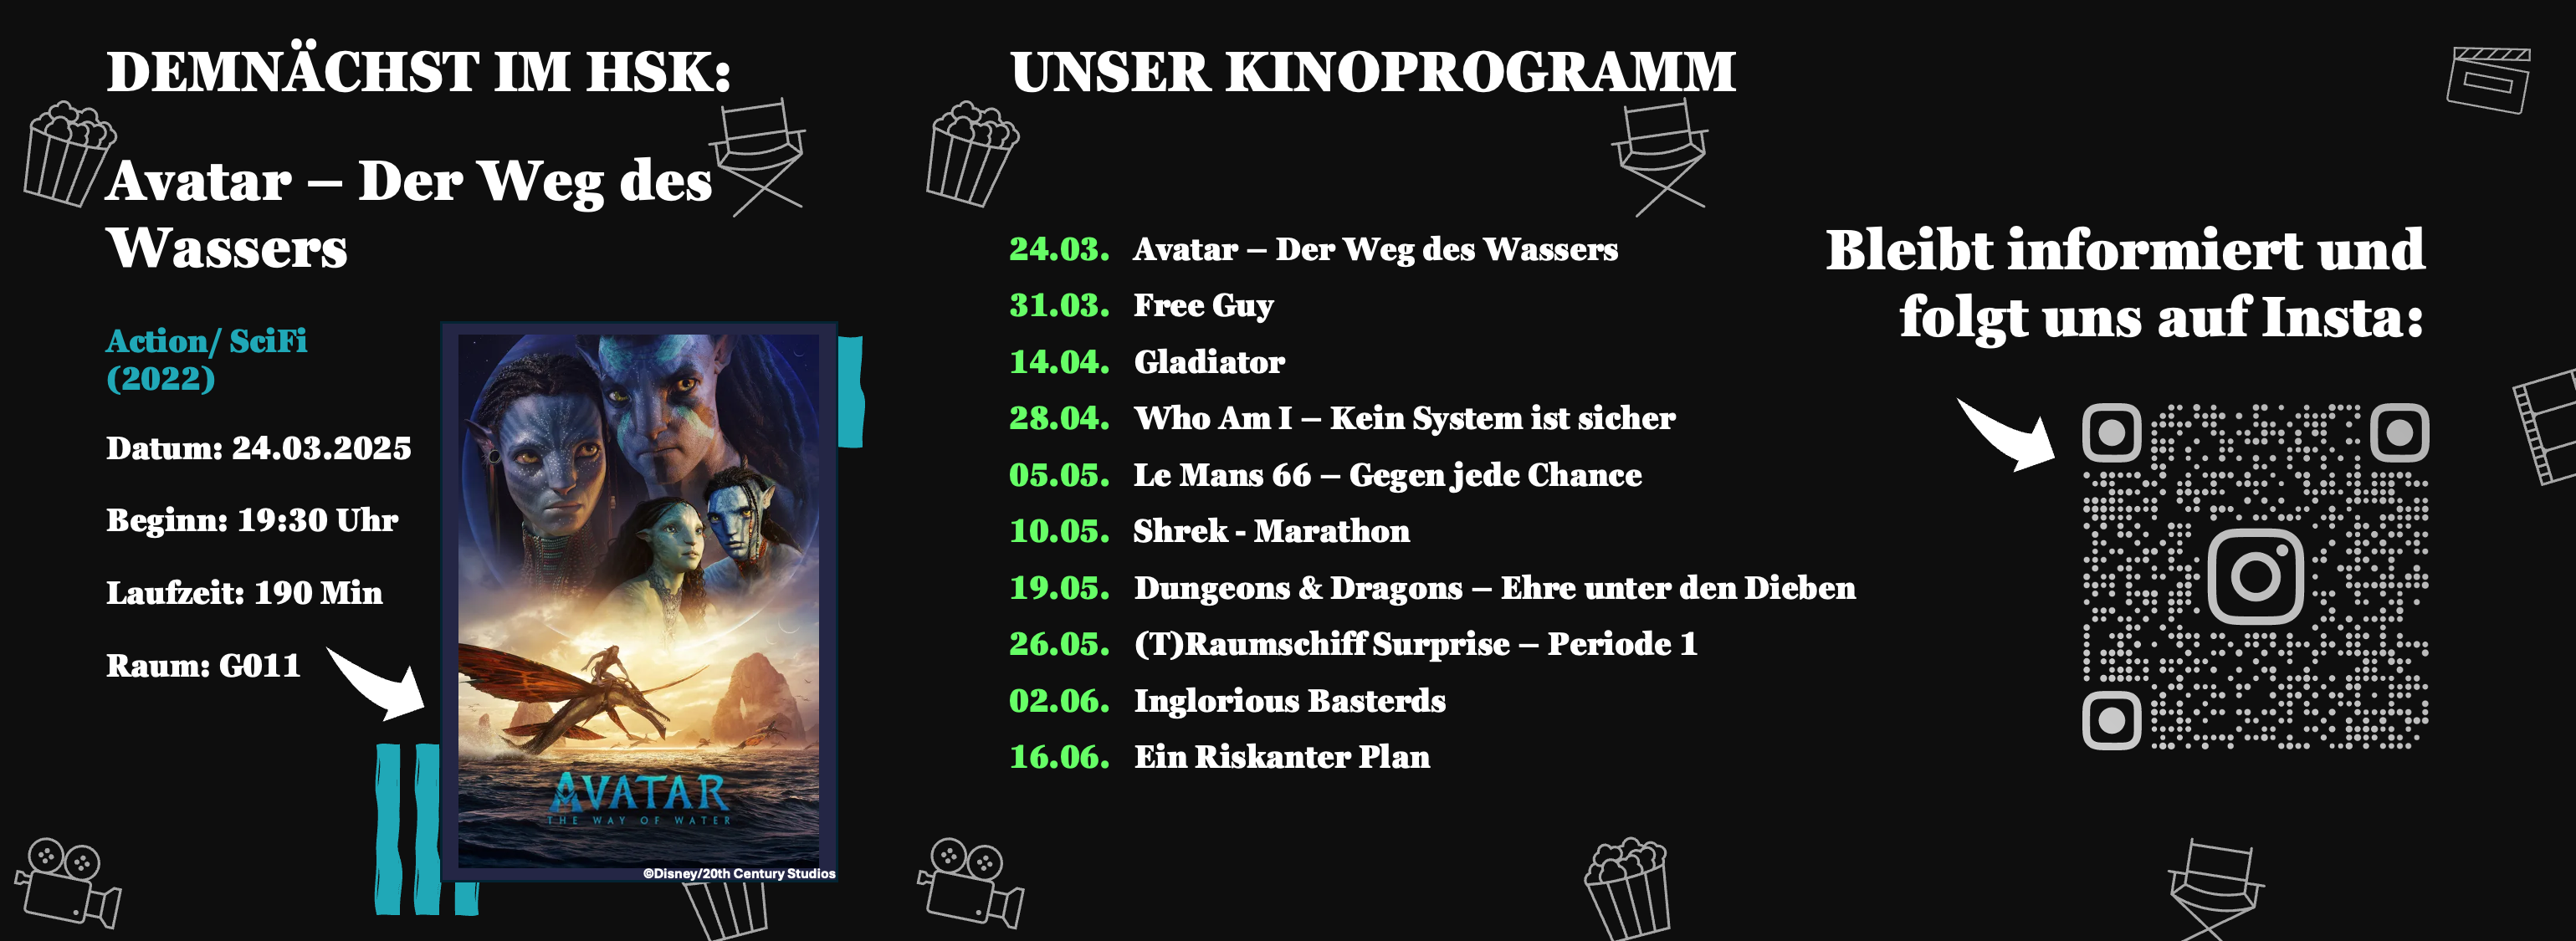 DEMNÄCHST IM HSK:
Avatar – Der Weg des
Wassers
Action/ SciFi
(2022)
Datum: 24.03.2025
Beginn: 19:30 Uhr
Laufzeit: 190 Min
Raum: G011
AVATAR
THE WAY OF WATER
©Disney/20th Century Studios
UNSER KINOPROGRAMM
24.03. Avatar – Der Weg des Wassers
31.03. Free Guy
14.04. Gladiator
28.04. Who Am I – Kein System ist sicher
05.05. Le Mans 66 – Gegen jede Chance
10.05. Shrek - Marathon
19.05. Dungeons & Dragons – Ehre unter den Dieben
26.05. (T)Raumschiff Surprise – Periode 1
02.06. Inglorious Basterds
16.06. Ein Riskanter Plan
Bleibt informiert und
folgt uns auf Insta: